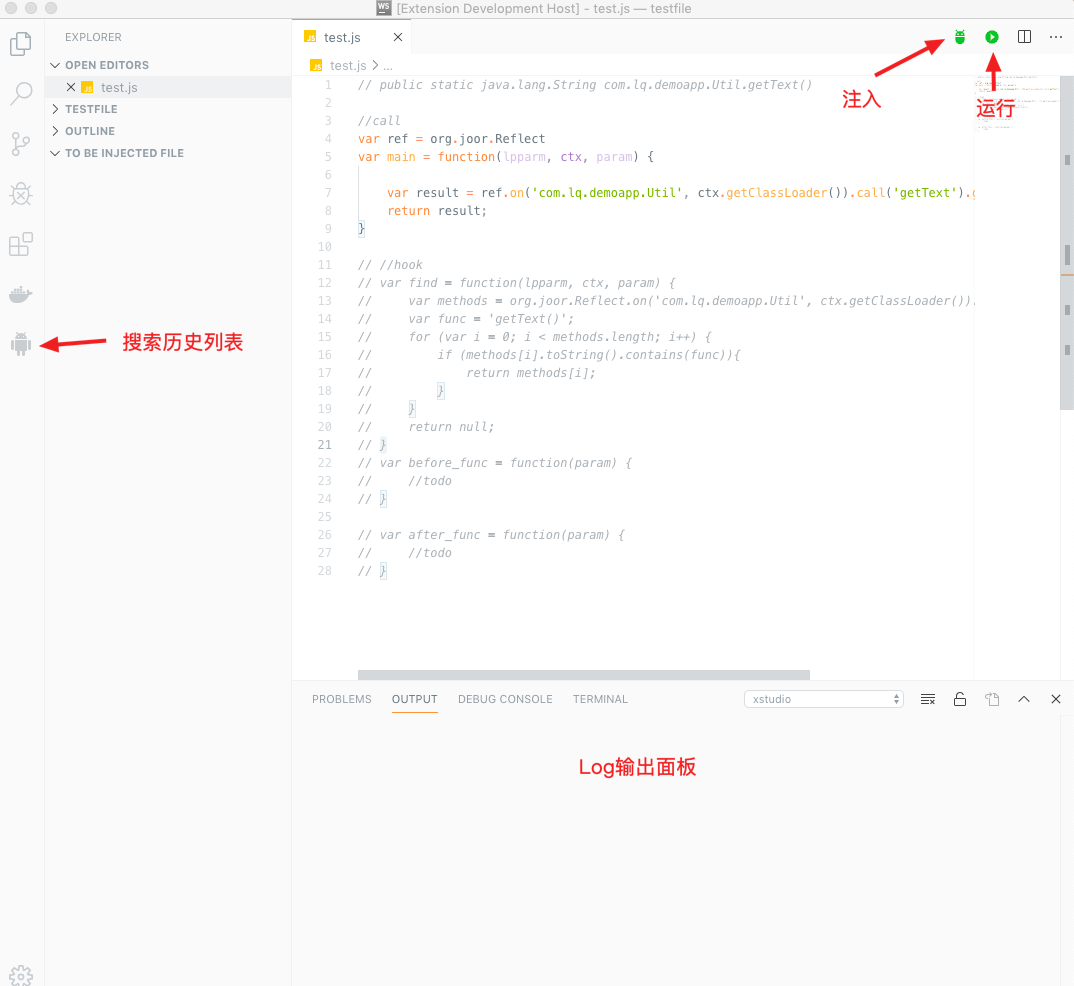 WS [Extension Development Host] - test.js — testfile
EXPLORER
OPEN EDITORS
JS test.js
TESTFILE
OUTLINE
TO BE INJECTED FILE
搜索历史列表
JS test.js
注入
运行
JS test.js > ...
1 // public static java.lang.String com.lq.demoapp.Util.getText()
2
3 //call
4 var ref = org.joor.Reflect
5 var main = function(lpparm, ctx, param) {
6
7     var result = ref.on('com.lq.demoapp.Util', ctx.getClassLoader()).call('getText').g
8     return result;
9 }
10
11 // //hook
12 // var find = function(lpparm, ctx, param) {
13 //     var methods = org.joor.Reflect.on('com.lq.demoapp.Util', ctx.getClassLoader()).
14 //     var func = 'getText()';
15 //     for (var i = 0; i < methods.length; i++) {
16 //         if (methods[i].toString().contains(func)){
17 //             return methods[i];
18 //         }
19 //     }
20 //     return null;
21 // }
22 // var before_func = function(param) {
23 //     //todo
24 // }
25
26 // var after_func = function(param) {
27 //     //todo
28 // }
PROBLEMS OUTPUT DEBUG CONSOLE TERMINAL xstudio
Log输出面板